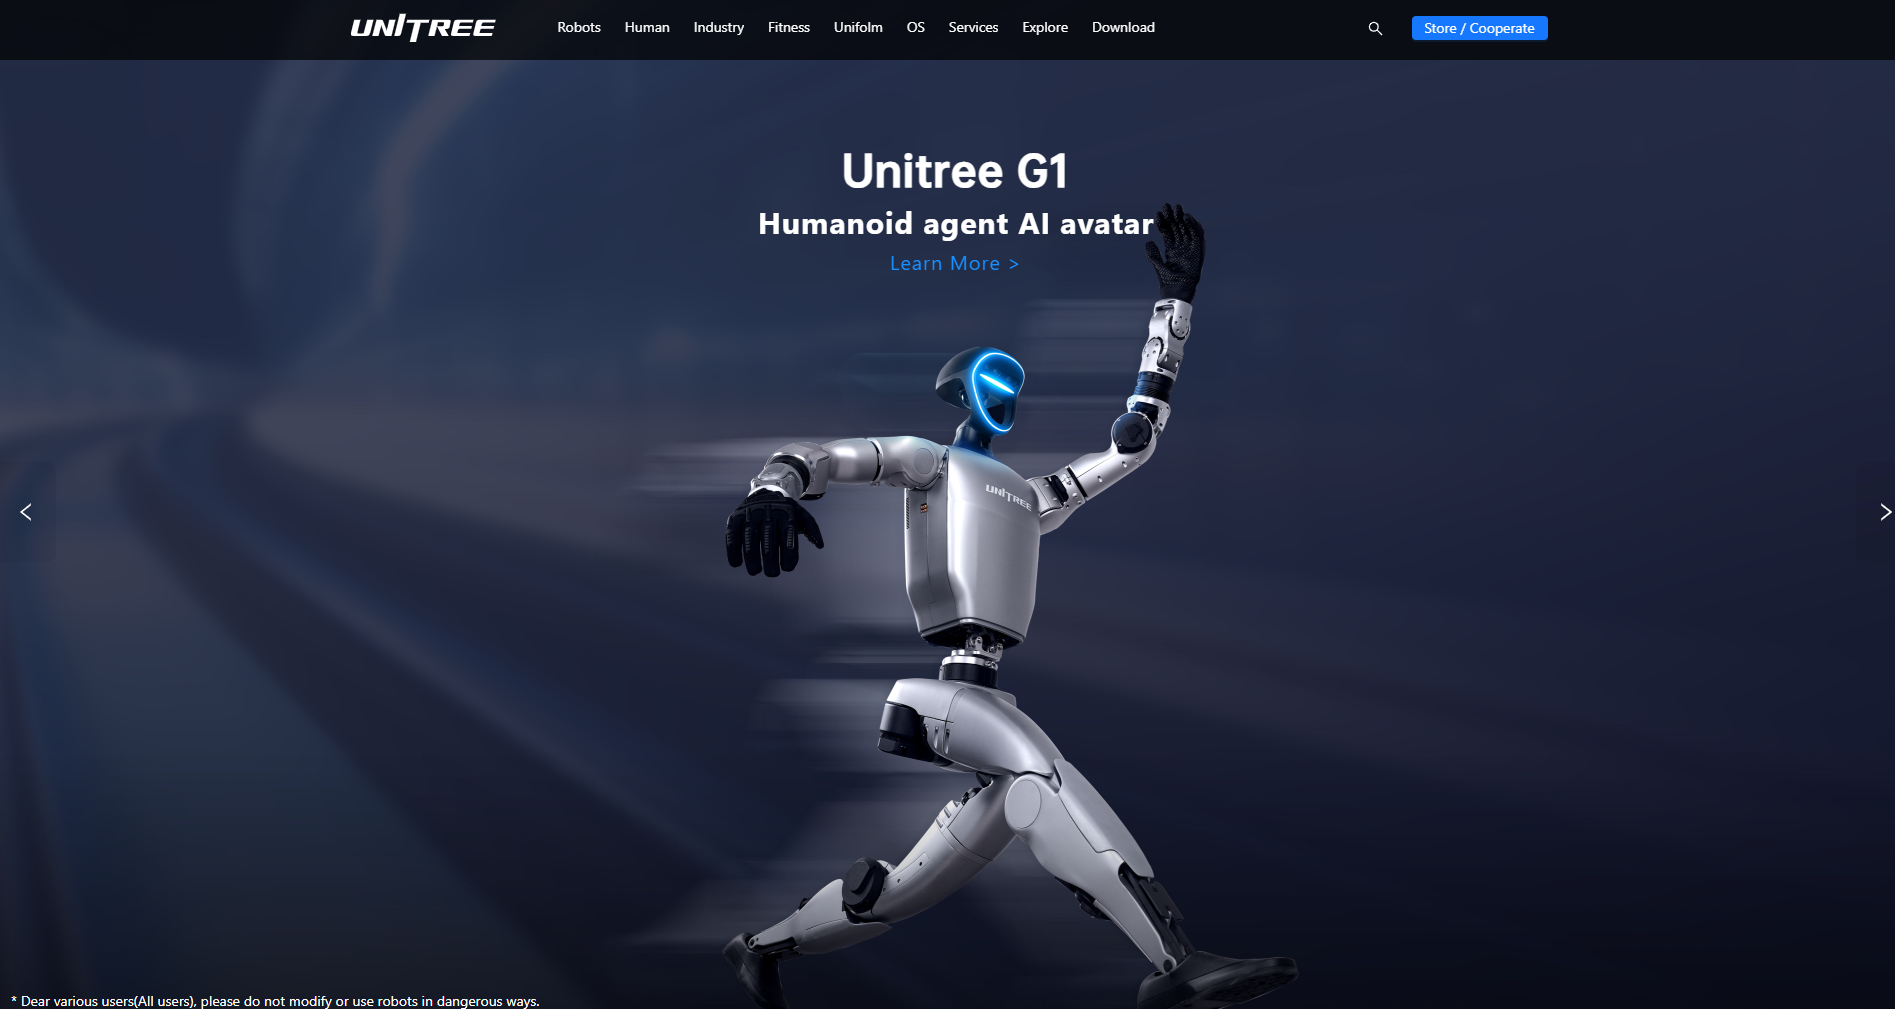 UNITREE
Robots
Human
Industry
Fitness
Unifolm
OS
Services
Explore
Download
Store / Cooperate
Unitree G1
Humanoid agent AI avatar
Learn More >
UNITREE
* Dear various users(All users), please do not modify or use robots in dangerous ways.